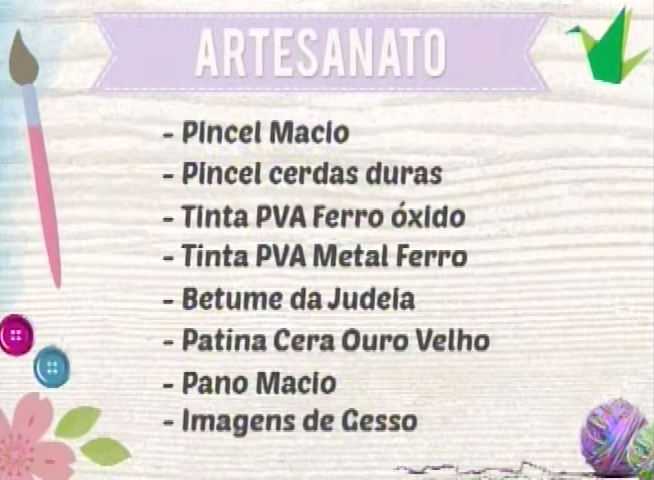 ARTESANATO
- Pincel Macio
- Pincel cerdas duras
- Tinta PVA Ferro óxido
- Tinta PVA Metal Ferro
- Betume da Judeia
- Patina Cera Ouro Velho
- Pano Macio
- Imagens de Gesso